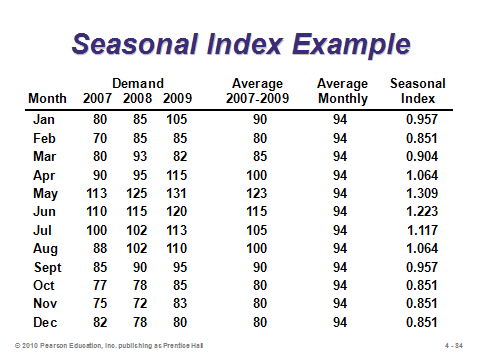 Seasonal Index Example
Demand Average Average Seasonal
Month 2007 2008 2009 2007-2009 Monthly Index
Jan 80 85 105 90 94 0.957
Feb 70 85 85 80 94 0.851
Mar 80 93 82 85 94 0.904
Apr 90 95 115 100 94 1.064
May 113 125 131 123 94 1.309
Jun 110 115 120 115 94 1.223
Jul 100 102 113 105 94 1.117
Aug 88 102 110 100 94 1.064
Sept 85 90 95 90 94 0.957
Oct 77 78 85 80 94 0.851
Nov 75 72 83 80 94 0.851
Dec 82 78 80 80 94 0.851
© 2010 Pearson Education, Inc. publishing as Prentice Hall 4 - 84